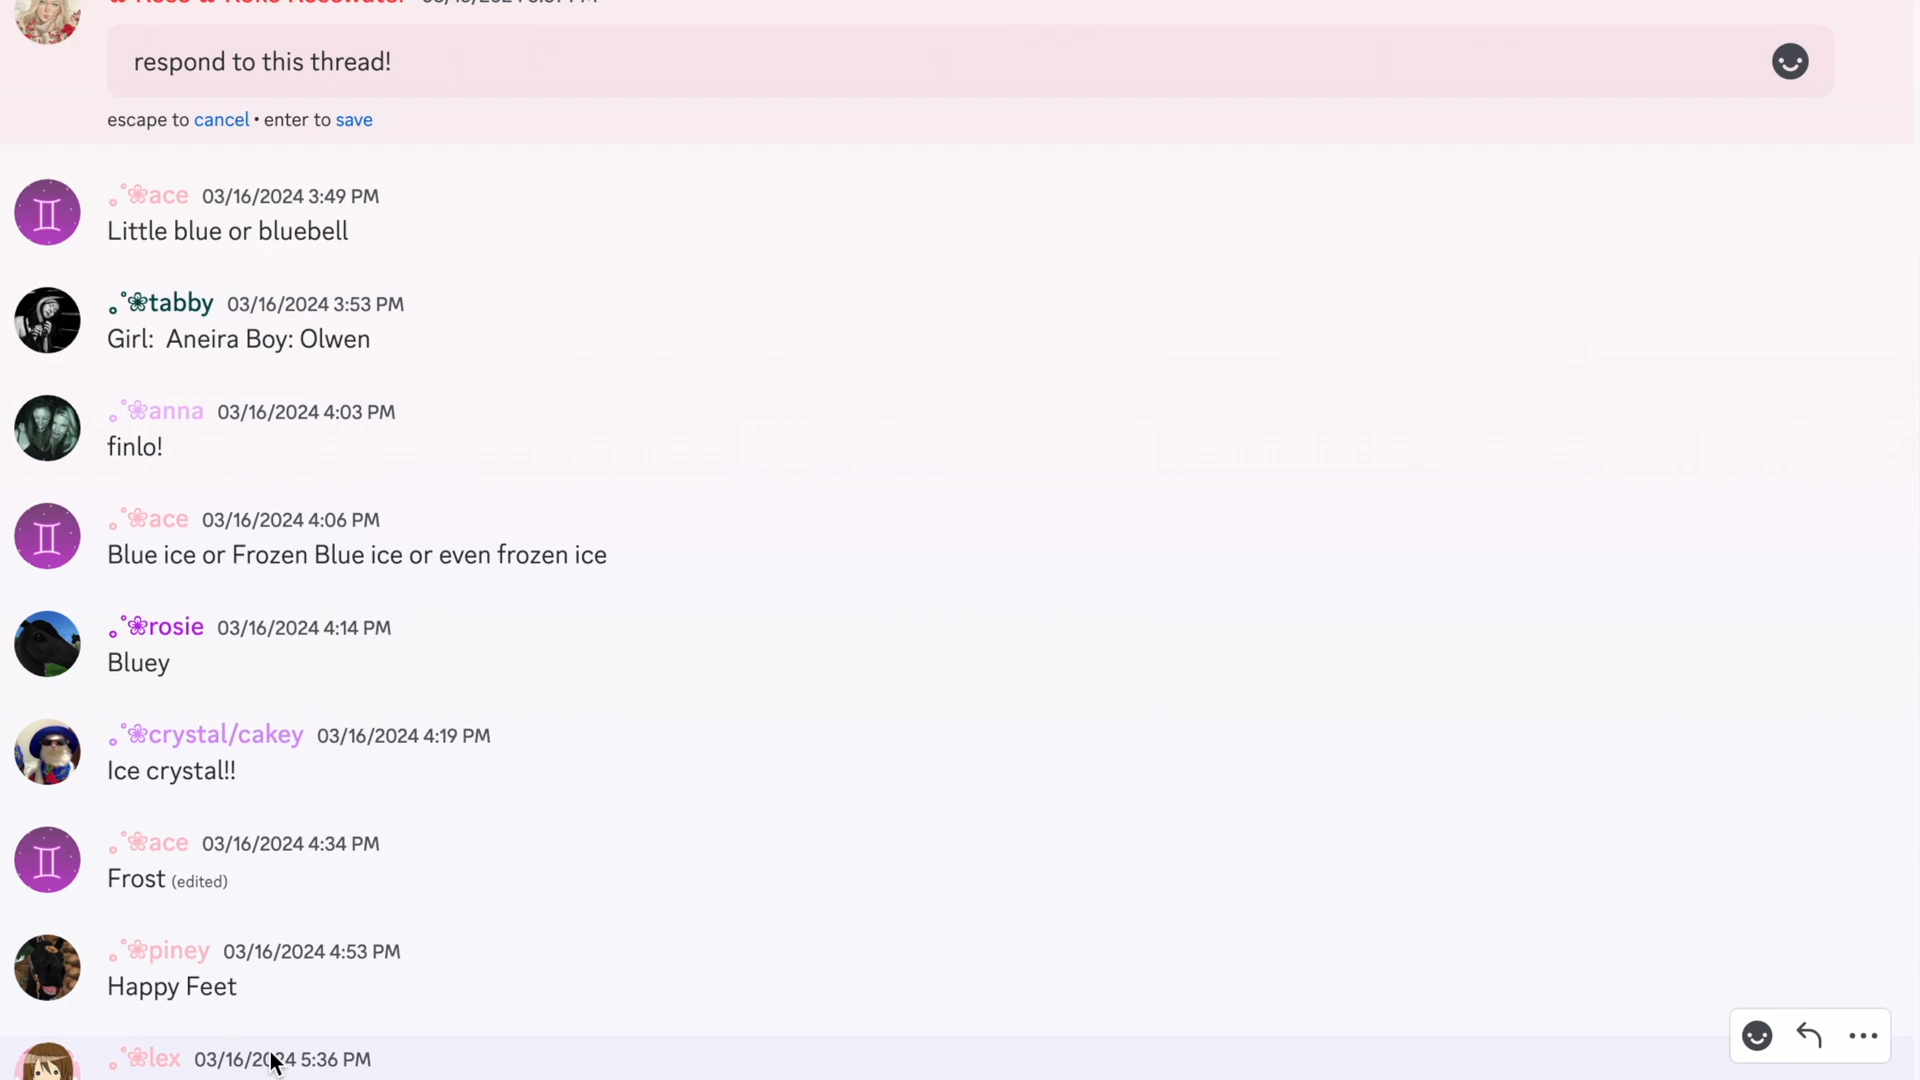 respond to this thread!
escape to cancel • enter to save
｡˚❀ace 03/16/2024 3:49 PM
Little blue or bluebell
｡˚❀tabby 03/16/2024 3:53 PM
Girl:  Aneira Boy: Olwen
｡˚❀anna 03/16/2024 4:03 PM
finlo!
｡˚❀ace 03/16/2024 4:06 PM
Blue ice or Frozen Blue ice or even frozen ice
｡˚❀rosie 03/16/2024 4:14 PM
Bluey
｡˚❀crystal/cakey 03/16/2024 4:19 PM
Ice crystal!!
｡˚❀ace 03/16/2024 4:34 PM
Frost (edited)
｡˚❀piney 03/16/2024 4:53 PM
Happy Feet
｡˚❀lex 03/16/2024 5:36 PM